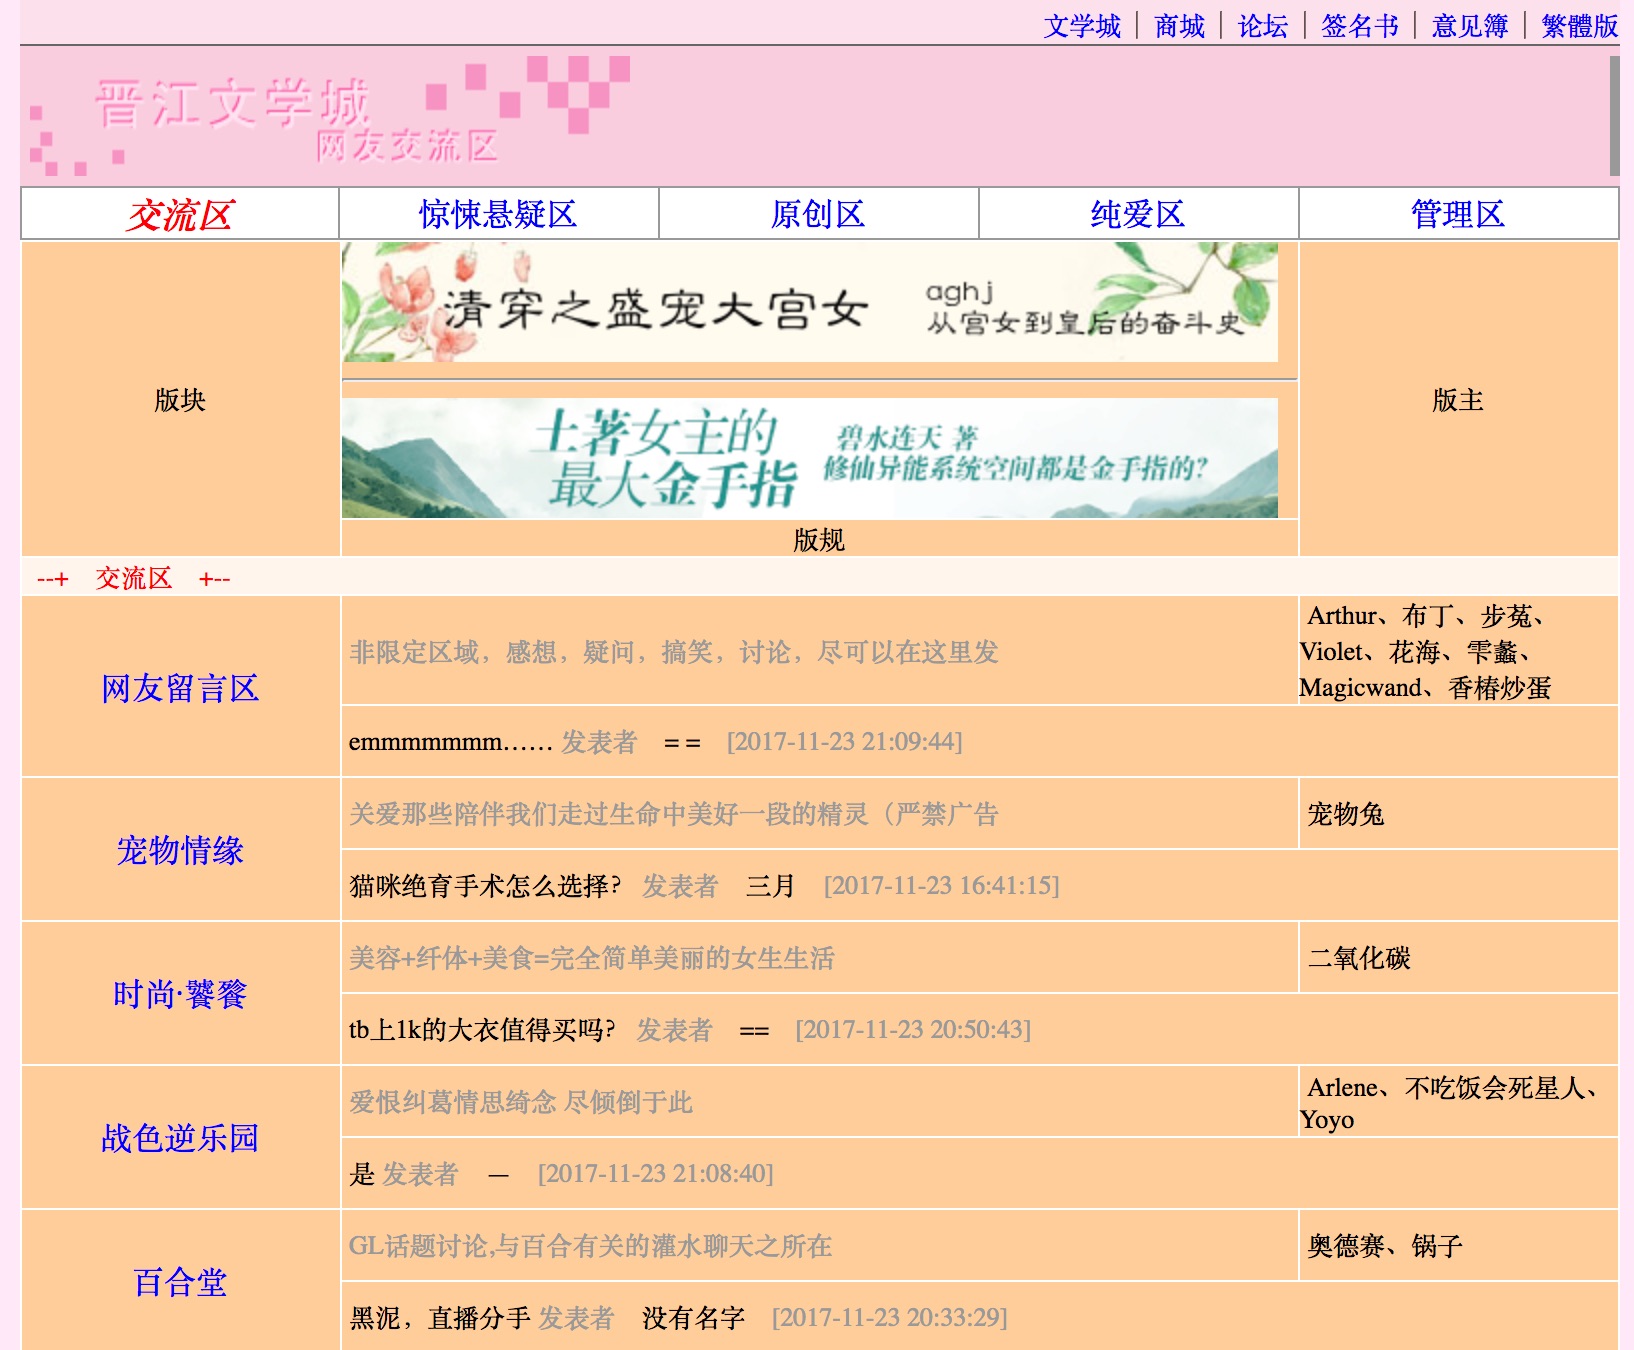 文学城 | 商城 | 论坛 | 签名书 | 意见簿 | 繁體版
晋江文学城
网友交流区
交流区 惊悚悬疑区 原创区 纯爱区 管理区
清穿之盛宠大宫女 aghj
从宫女到皇后的奋斗史
版块 版主
土著女主的 碧水连天 著
最大金手指 修仙异能系统空间都是金手指的?
版规
--+ 交流区 +--
网友留言区
非限定区域，感想，疑问，搞笑，讨论，尽可以在这里发
Arthur、布丁、步菟、
Violet、花海、雫蠡、
Magicwand、香椿炒蛋
emmmmmmm…… 发表者 = = [2017-11-23 21:09:44]
宠物情缘
关爱那些陪伴我们走过生命中美好一段的精灵（严禁广告
宠物兔
猫咪绝育手术怎么选择? 发表者 三月 [2017-11-23 16:41:15]
时尚·饕餮
美容+纤体+美食=完全简单美丽的女生生活
二氧化碳
tb上1k的大衣值得买吗? 发表者 == [2017-11-23 20:50:43]
战色逆乐园
爱恨纠葛情思绮念 尽倾倒于此
Arlene、不吃饭会死星人、
Yoyo
是 发表者 — [2017-11-23 21:08:40]
百合堂
GL话题讨论,与百合有关的灌水聊天之所在
奥德赛、锅子
黑泥，直播分手 发表者 没有名字 [2017-11-23 20:33:29]